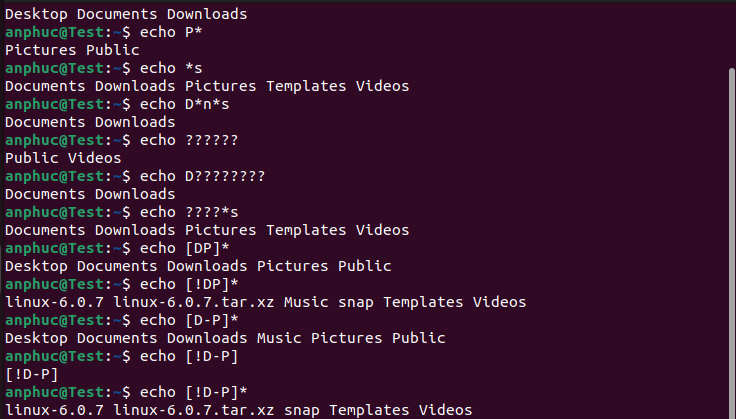 Desktop Documents Downloads
anphuc@Test:~$ echo P*
Pictures Public
anphuc@Test:~$ echo *s
Documents Downloads Pictures Templates Videos
anphuc@Test:~$ echo D*n*s
Documents Downloads
anphuc@Test:~$ echo ??????
Public Videos
anphuc@Test:~$ echo D????????
Documents Downloads
anphuc@Test:~$ echo ????*s
Documents Downloads Pictures Templates Videos
anphuc@Test:~$ echo [DP]*
Desktop Documents Downloads Pictures Public
anphuc@Test:~$ echo [!DP]*
linux-6.0.7 linux-6.0.7.tar.xz Music snap Templates Videos
anphuc@Test:~$ echo [D-P]*
Desktop Documents Downloads Music Pictures Public
anphuc@Test:~$ echo [!D-P]
[!D-P]
anphuc@Test:~$ echo [!D-P]*
linux-6.0.7 linux-6.0.7.tar.xz snap Templates Videos